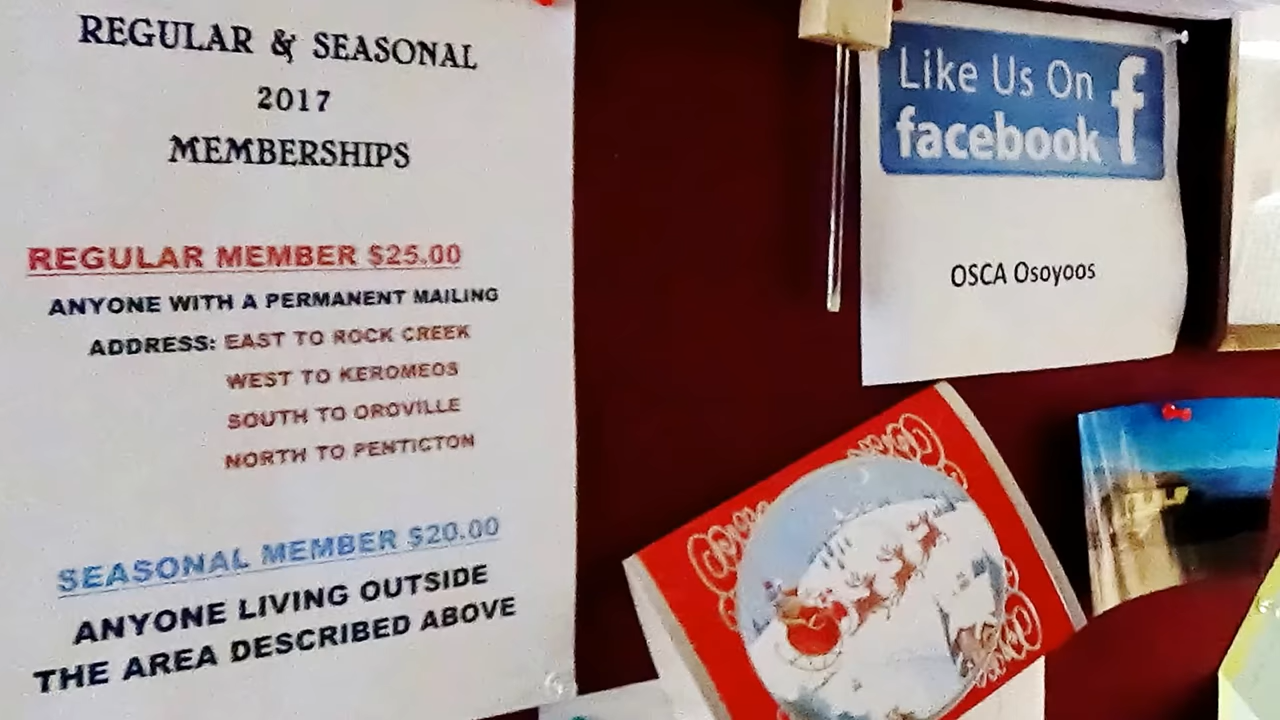 REGULAR & SEASONAL
2017
MEMBERSHIPS
REGULAR MEMBER $25.00
ANYONE WITH A PERMANENT MAILING
ADDRESS: EAST TO ROCK CREEK
WEST TO KEROMEOS
SOUTH TO OROVILLE
NORTH TO PENTICTON
SEASONAL MEMBER $20.00
ANYONE LIVING OUTSIDE
THE AREA DESCRIBED ABOVE
Like Us On
facebook f
OSCA Osoyoos